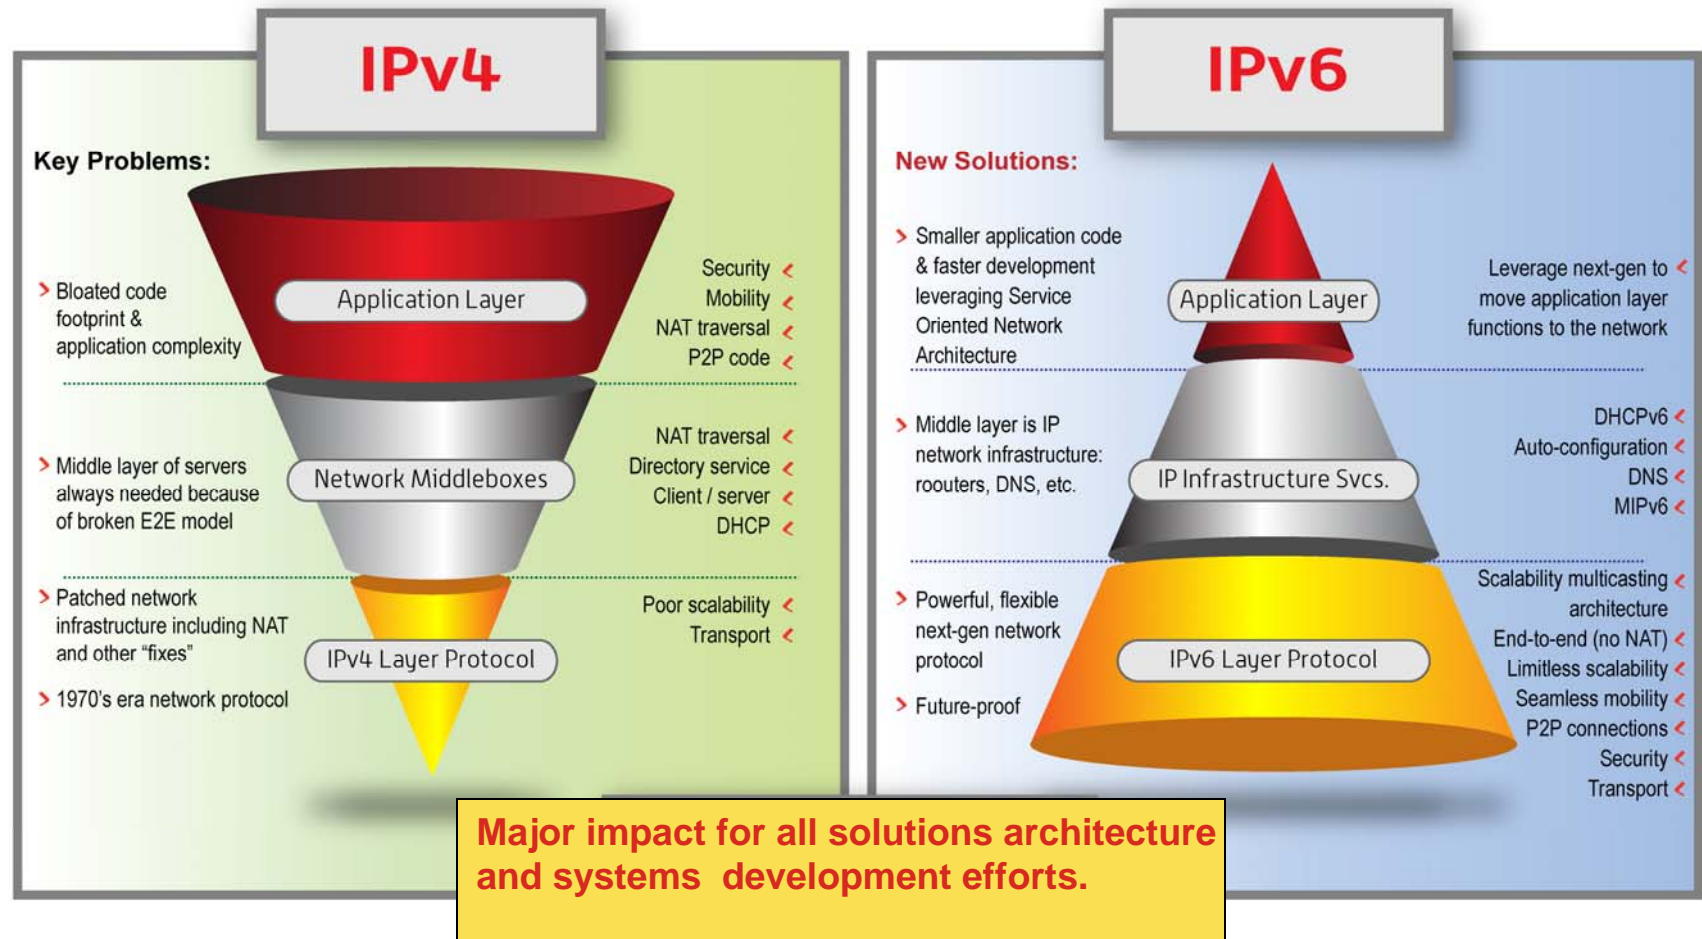 IPv4
Key Problems:
Bloated code
footprint &
application complexity
Application Layer
Security
Mobility
NAT traversal
P2P code
Middle layer of servers
always needed because
of broken E2E model
Network Middleboxes
NAT traversal
Directory service
Client / server
DHCP
Patched network
infrastructure including NAT
and other “fixes”
1970's era network protocol
IPv4 Layer Protocol
Poor scalability
Transport
IPv6
New Solutions:
Smaller application code
& faster development
leveraging Service
Oriented Network
Architecture
Application Layer
Leverage next-gen to
move application layer
functions to the network
Middle layer is IP
network infrastructure:
roouters, DNS, etc.
IP Infrastructure Svcs.
DHCPv6
Auto-configuration
DNS
MIPv6
Powerful, flexible
next-gen network
protocol
Future-proof
IPv6 Layer Protocol
Scalability multicasting
architecture
End-to-end (no NAT)
Limitless scalability
Seamless mobility
P2P connections
Security
Transport
Major impact for all solutions architecture
and systems development efforts.